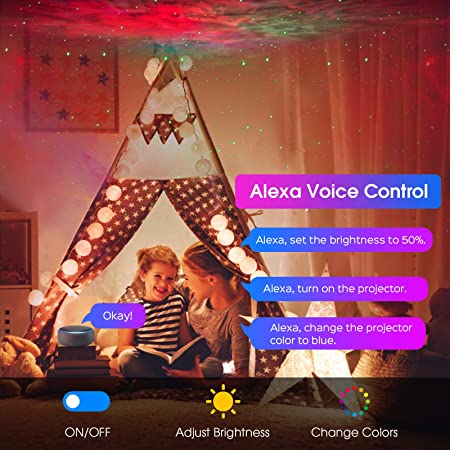 Alexa Voice Control
Alexa, set the brightness to 50%.
Alexa, turn on the projector.
Okay!
Alexa, change the projector
color to blue.
ON/OFF
Adjust Brightness
Change Colors